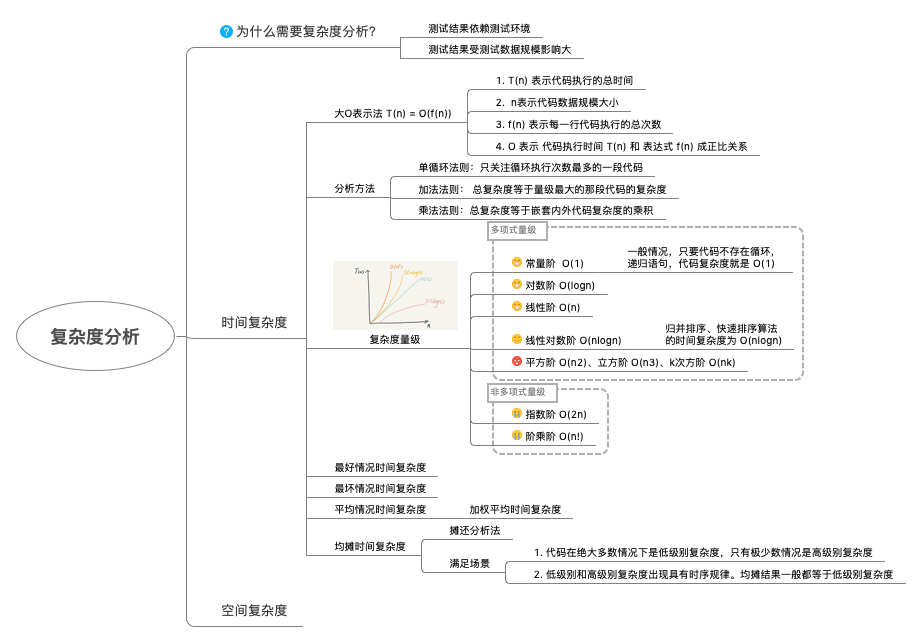 为什么需要复杂度分析?
测试结果依赖测试环境
测试结果受测试数据规模影响大
1. T(n) 表示代码执行的总时间
大O表示法 T(n) = O(f(n))
2. n表示代码数据规模大小
3. f(n) 表示每一行代码执行的总次数
4. O 表示 代码执行时间 T(n) 和 表达式 f(n) 成正比关系
单循环法则：只关注循环执行次数最多的一段代码
分析方法
加法法则： 总复杂度等于量级最大的那段代码的复杂度
乘法法则：总复杂度等于嵌套内外代码复杂度的乘积
多项式量级
常量阶 O(1)
一般情况，只要代码不存在循环，
递归语句，代码复杂度就是 O(1)
对数阶 O(logn)
线性阶 O(n)
时间复杂度
复杂度分析
复杂度量级
线性对数阶 O(nlogn)
归并排序、快速排序算法
的时间复杂度为 O(nlogn)
平方阶 O(n2)、立方阶 O(n3)、k次方阶 O(nk)
非多项式量级
指数阶 O(2n)
阶乘阶 O(n!)
最好情况时间复杂度
最坏情况时间复杂度
平均情况时间复杂度
加权平均时间复杂度
均摊时间复杂度
摊还分析法
满足场景
1. 代码在绝大多数情况下是低级别复杂度，只有极少数情况是高级别复杂度
2. 低级别和高级别复杂度出现具有时序规律。均摊结果一般都等于低级别复杂度
空间复杂度